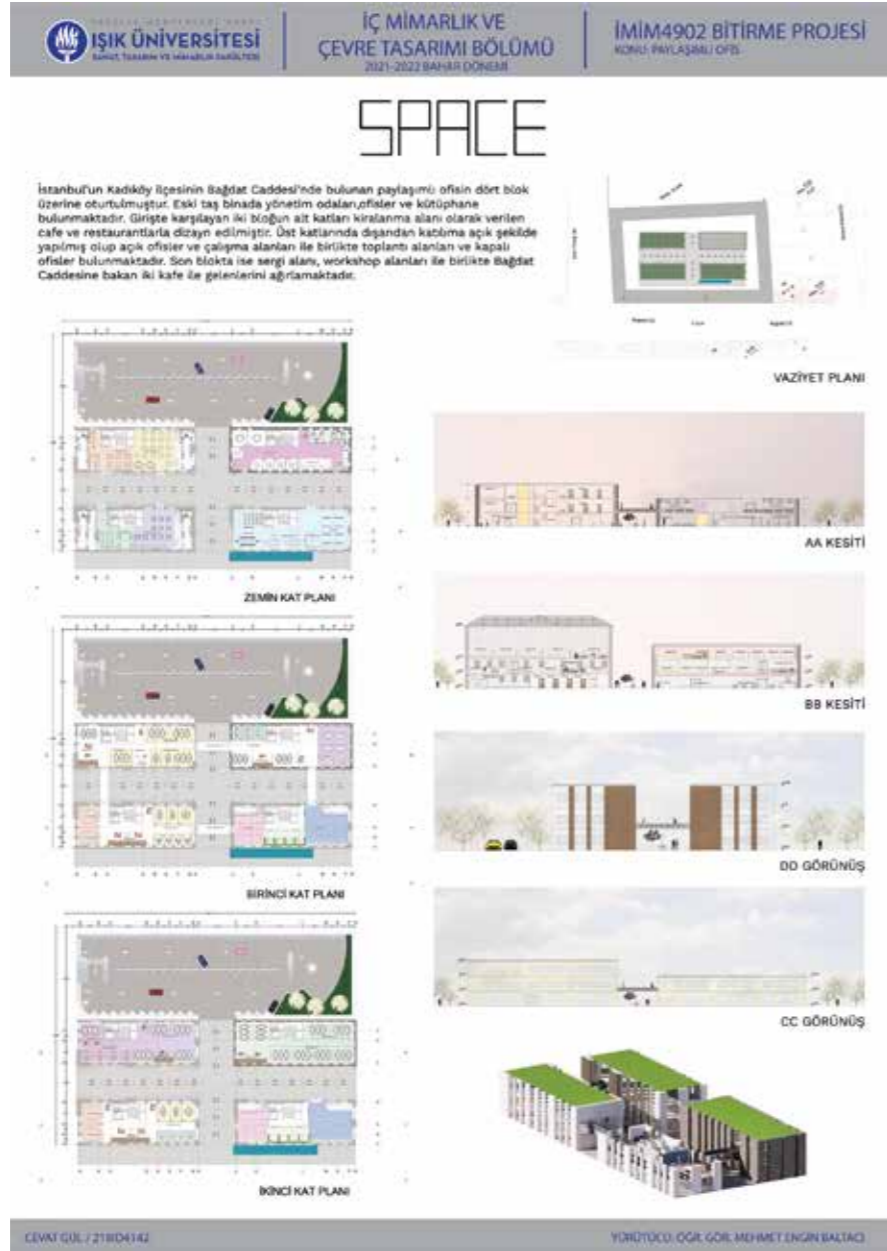 IŞIK ÜNİVERSİTESİ
SANAT, TASARIM VE MİMARLIK FAKÜLTESİ
İÇ MİMARLIK VE
ÇEVRE TASARIMI BÖLÜMÜ
2021-2022 BAHAR DÖNEMİ
İMİM4902 BİTİRME PROJESİ
KONU: PAYLAŞIMLI OFİS
SPACE
İstanbul'un Kadıköy ilçesinin Bağdat Caddesi'nde bulunan paylaşımlı ofisin dört blok
üzerine oturtulmuştur. Eski taş binada yönetim odaları,ofisler ve kütüphane
bulunmaktadır. Girişte karşılayan iki bloğun alt katları kiralanma alanı olarak verilen
cafe ve restaurantlarla dizayn edilmiştir. Üst katlarında dışarıdan katılıma açık şekilde
yapılmış olup açık ofisler ve çalışma alanları ile birlikte toplantı alanları ve kapalı
ofisler bulunmaktadır. Son blokta ise sergi alanı, workshop alanları ile birlikte Bağdat
Caddesine bakan iki kafe ile gelenlerini ağırlamaktadır.
VAZİYET PLANI
ZEMİN KAT PLANI
AA KESİTİ
BB KESİTİ
BİRİNCİ KAT PLANI
DD GÖRÜNÜŞ
CC GÖRÜNÜŞ
İKİNCİ KAT PLANI
CEVAT GÜL / 218ID4142
YÜRÜTÜCÜ: ÖĞR. GÖR. MEHMET ENGİN BALTACI